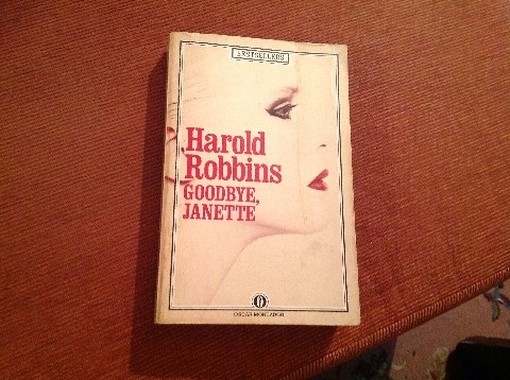 BESTSELLERS
Harold
Robbins
GOODBYE,
JANETTE
OSCAR MONDADORI